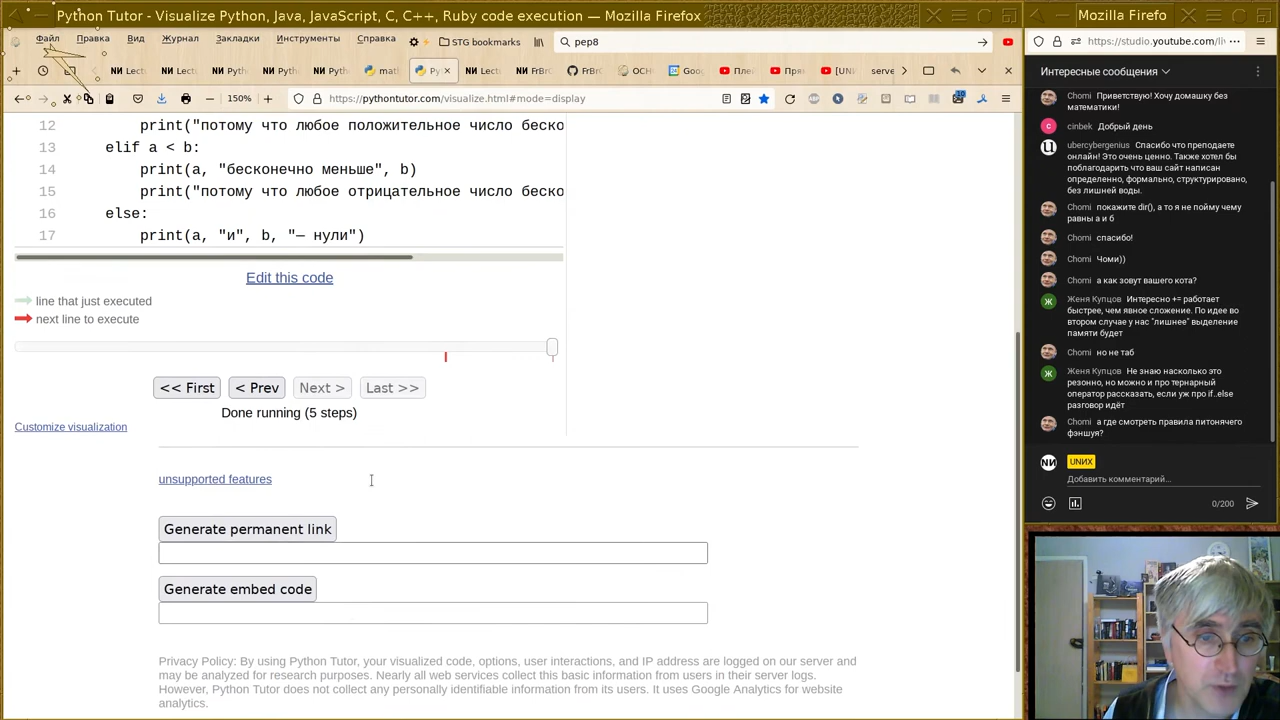 Python Tutor - Visualize Python, Java, JavaScript, C, C++, Ruby code execution — Mozilla Firefox
Mozilla Firefo
Файл Правка Вид Журнал Закладки Инструменты Справка
STG bookmarks
pep8
https://studio.youtube.com/li
150%
https://pythontutor.com/visualize.html#mode=display
Интересные сообщения
12 print("потому что любое положительное число беско
13 elif a < b:
14 print(a, "бесконечно меньше", b)
15 print("потому что любое отрицательное число беско
16 else:
17 print(a, "и", b, "— нули")
Edit this code
line that just executed
next line to execute
<< First < Prev Next > Last >>
Done running (5 steps)
Customize visualization
unsupported features
Generate permanent link
Generate embed code
Privacy Policy: By using Python Tutor, your visualized code, options, user interactions, and IP address are logged on our server and
may be analyzed for research purposes. Nearly all web services collect this basic information from users in their server logs.
However, Python Tutor does not collect any personally identifiable information from its users. It uses Google Analytics for website
analytics.
Chomi Приветствую! Хочу домашку без
математики!
cinbek Добрый день
ubercybergenius Спасибо что преподаете
онлайн! Это очень ценно. Также хотел бы
поблагодарить что ваш сайт написан
определенно, формально, структурировано,
без лишней воды.
Chomi покажите dir(), а то я не пойму чему
равны а и б
Chomi спасибо!
Chomi Чоми))
Chomi а как зовут вашего кота?
Женя Купцов Интересно += работает
быстрее, чем явное сложение. По идее во
втором случае у нас "лишнее" выделение
памяти будет
Chomi но не таб
Женя Купцов Не знаю насколько это
резонно, но можно и про тернарный
оператор рассказать, если уж про if..else
разговор идёт
Chomi а где смотреть правила питонячего
фэншуя?
UNИX
Добавить комментарий...
0/200